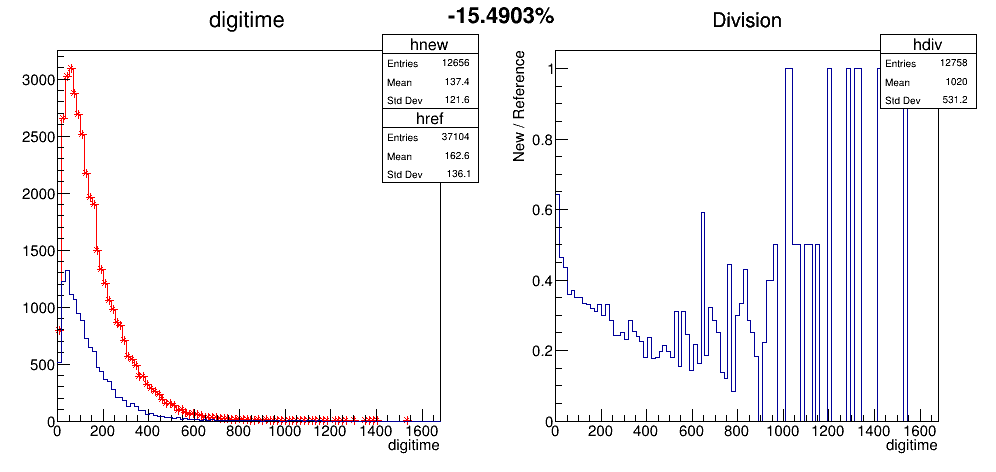 digitime
-15.4903%
Division
hnew
Entries 12656
Mean 137.4
Std Dev 121.6
href
Entries 37104
Mean 162.6
Std Dev 136.1
3000
2500
2000
1500
1000
500
0
0 200 400 600 800 1000 1200 1400 1600
digitime
hdiv
Entries 12758
Mean 1020
Std Dev 531.2
New / Reference
1
0.8
0.6
0.4
0.2
0
0 200 400 600 800 1000 1200 1400 1600
digitime